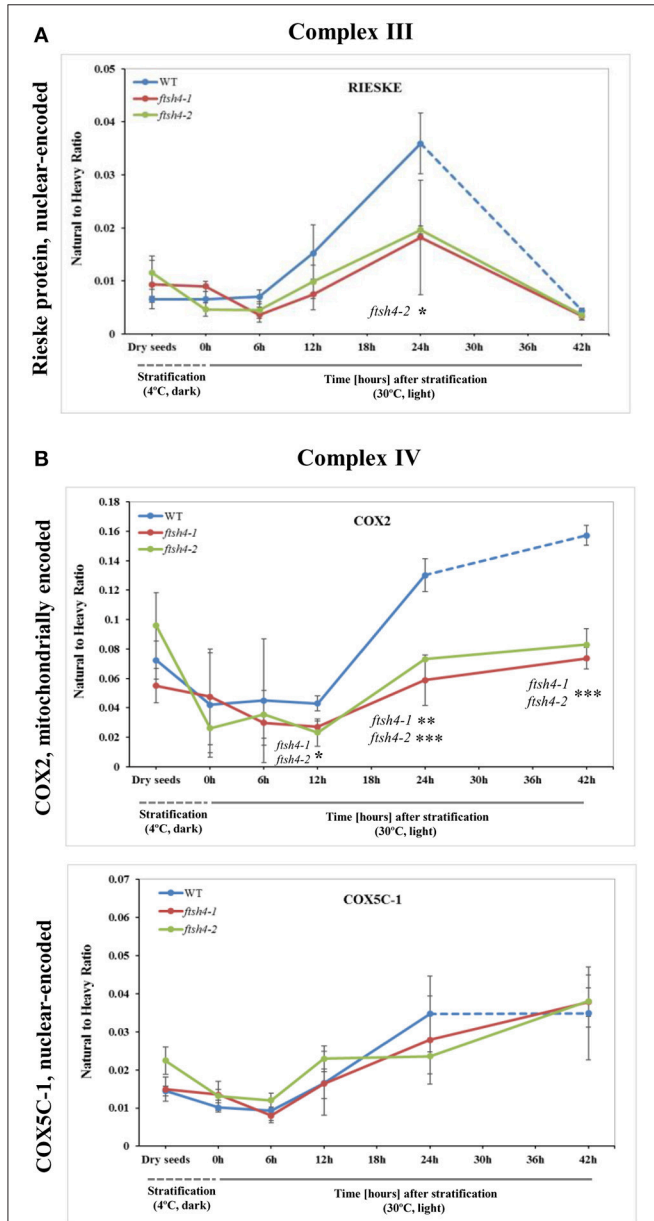 A
Complex III
Rieske protein, nuclear-encoded
Natural to Heavy Ratio
0.05
0.04
0.03
0.02
0.01
0
WT
ftsh4-1
ftsh4-2
RIESKE
ftsh4-2 *
Dry seeds 0h 6h 12h 18h 24h 30h 36h 42h
Stratification
(4°C, dark)
Time [hours] after stratification
(30°C, light)
B
Complex IV
COX2, mitochondrially encoded
Natural to Heavy Ratio
0.18
0.16
0.14
0.12
0.1
0.08
0.06
0.04
0.02
0
WT
ftsh4-1
ftsh4-2
COX2
ftsh4-1
ftsh4-2 *
ftsh4-1 **
ftsh4-2 ***
ftsh4-1
ftsh4-2 ***
Dry seeds 0h 6h 12h 18h 24h 30h 36h 42h
Stratification
(4°C, dark)
Time [hours] after stratification
(30°C, light)
COX5C-1, nuclear-encoded
Natural to Heavy Ratio
0.07
0.06
0.05
0.04
0.03
0.02
0.01
0
WT
ftsh4-1
ftsh4-2
COX5C-1
Dry seeds 0h 6h 12h 18h 24h 30h 36h 42h
Stratification
(4°C, dark)
Time [hours] after stratification
(30°C, light)